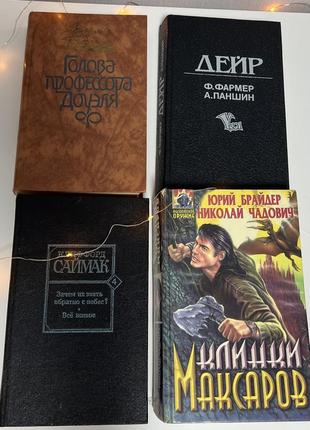 Голова
профессора
Доуэля
ДЕЙР
Ф. ФАРМЕР
А. ПАНШИН
САЙМАК
4
Зачем их звать
обратно с небес?
Всё живое
ЮРИЙ БРАЙДЕР
НИКОЛАЙ ЧАДОВИЧ
КЛИНКИ
МАКСАРОВ